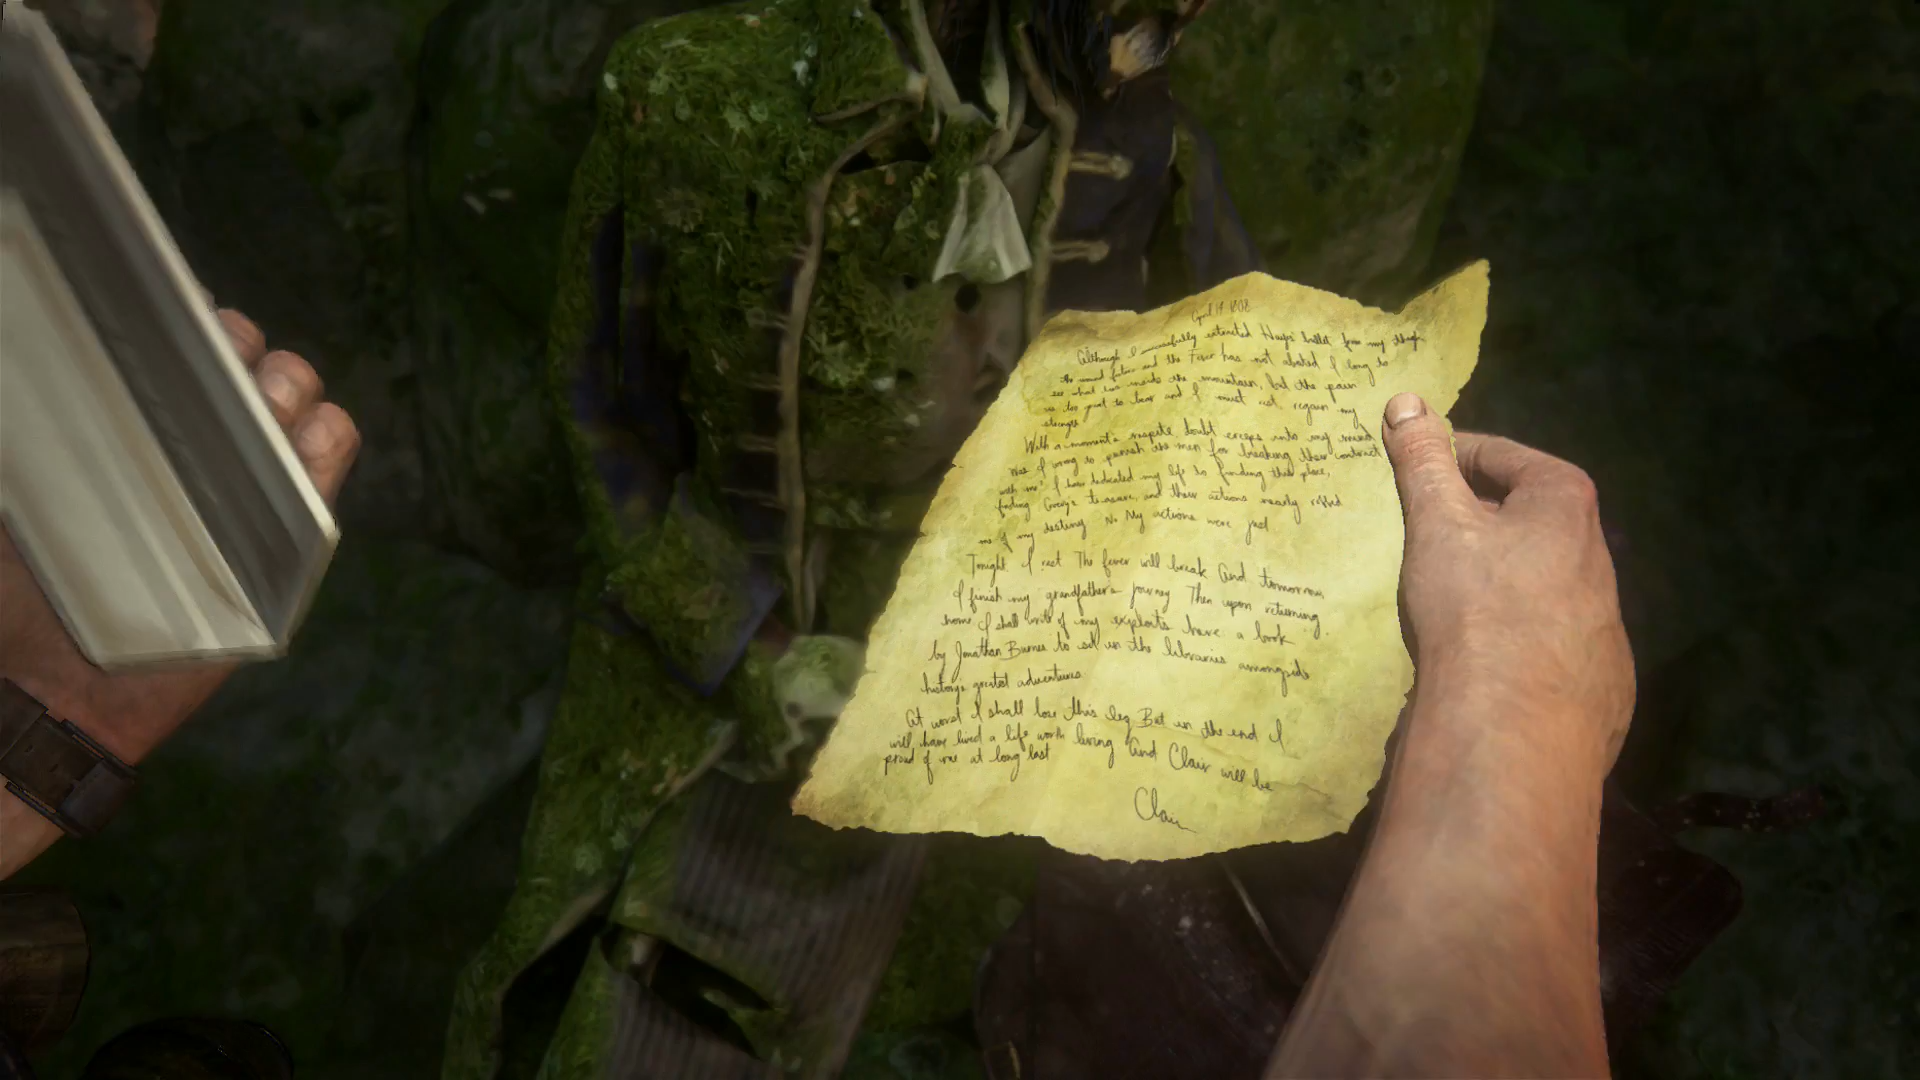 April 19 1808
Although I successfully extracted Hays' bullet from my thigh
the wound festers and the Fever has not abated I long to
see what lies inside the mountain, but the pain
is too great to bear and I must rest, regain my
strength
With a moment's respite, doubt creeps into my mind
Was I wrong to punish the men for breaking their contract
with me? I have dedicated my life to finding this place,
finding Avery's treasure, and their actions nearly robbed
me of my destiny No My actions were just
Tonight I rest The fever will break And tomorrow
I finish my grandfather's journey Then upon returning
home I shall write of my exploits have a book
by Jonathan Burnes to set in the libraries amongside
history's greatest adventures
At worst I shall lose this leg But in the end I
will have lived a life worth living And Clair will be
proud of me at long last
Clair